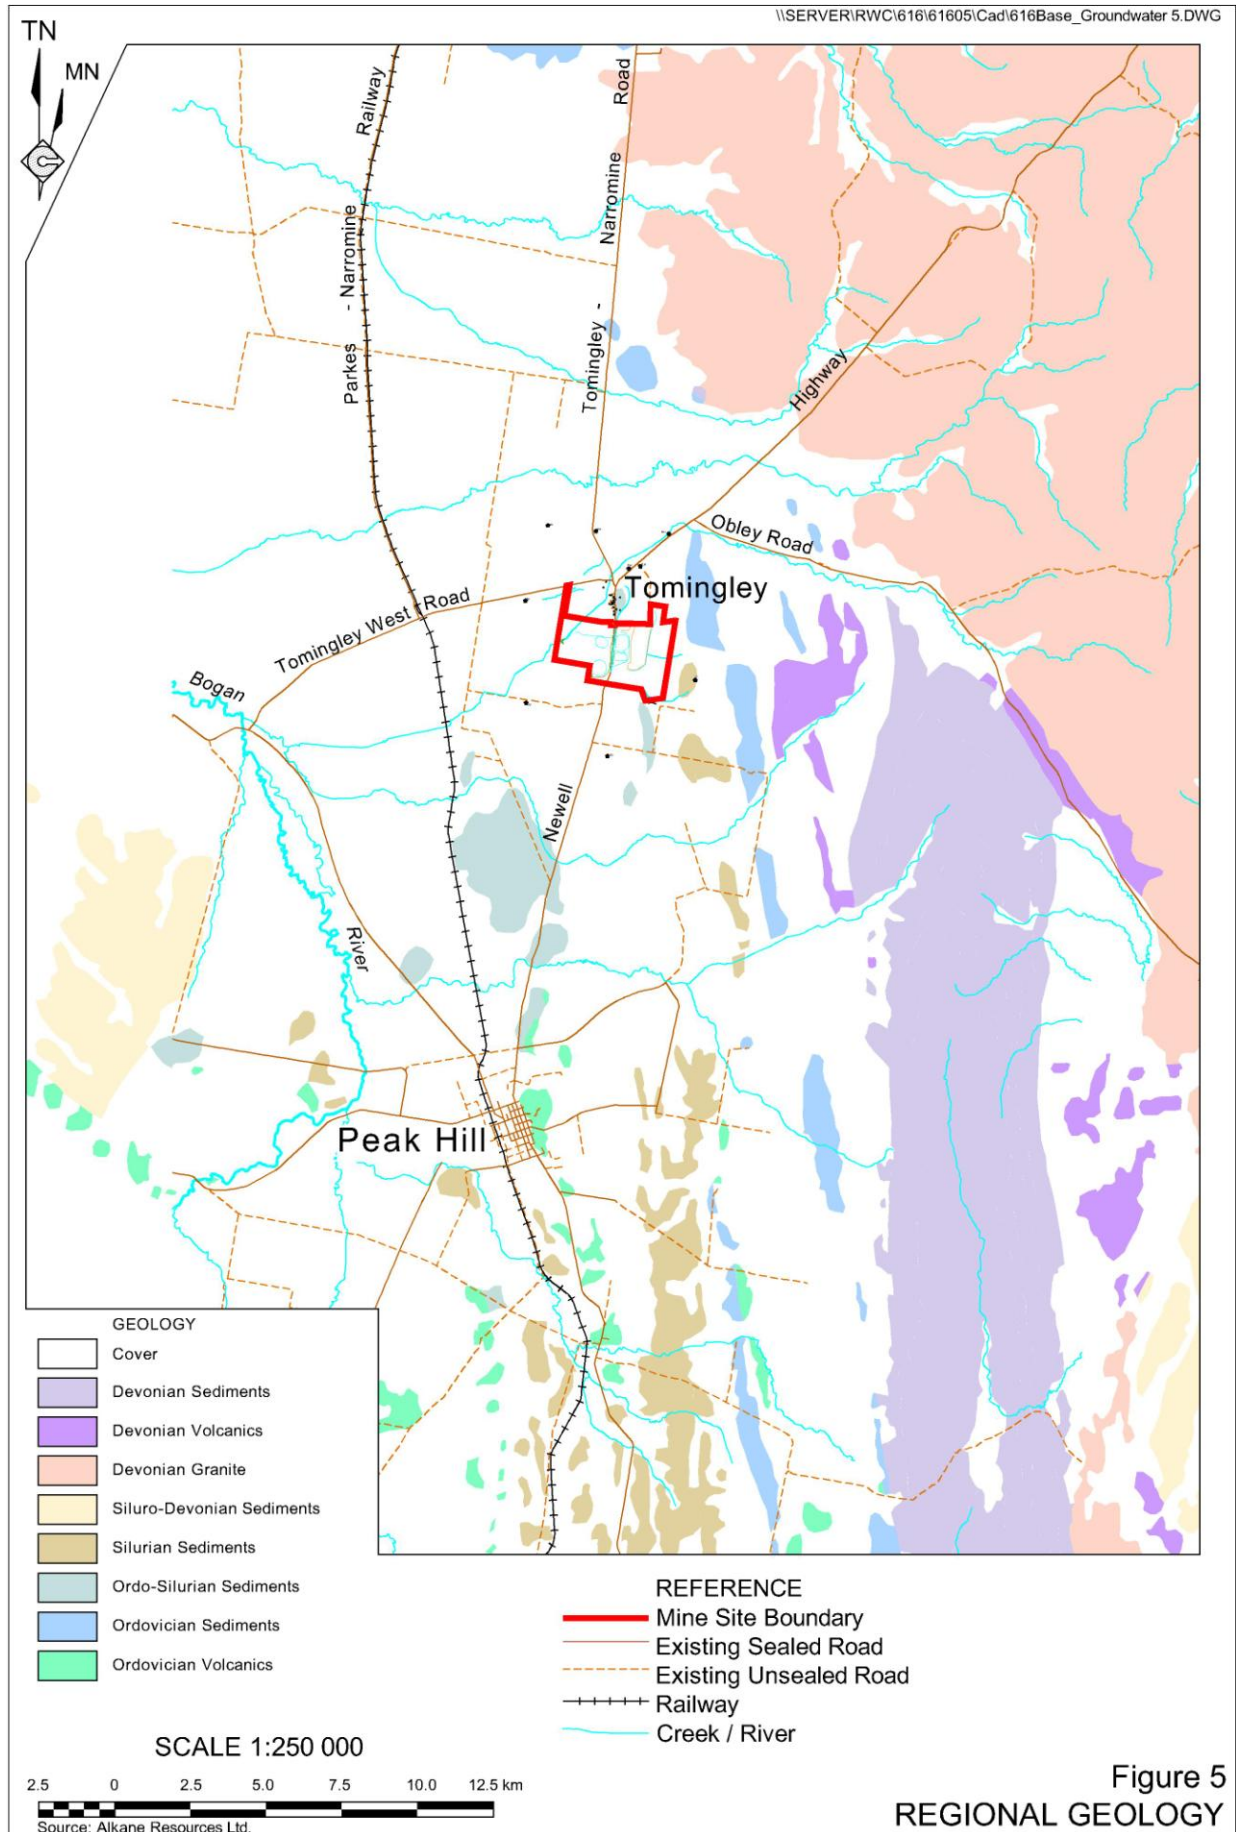 \\SERVER\RWC\616\61605\Cad\616Base_Groundwater 5.DWG
TN
MN
Railway
Road
Narromine
Parkes - Narromine
Tomingley -
Highway
Obley Road
Tomingley
Tomingley West Road
Bogan
Newell
River
Peak Hill
GEOLOGY
Cover
Devonian Sediments
Devonian Volcanics
Devonian Granite
Siluro-Devonian Sediments
Silurian Sediments
Ordo-Silurian Sediments
Ordovician Sediments
Ordovician Volcanics
REFERENCE
Mine Site Boundary
Existing Sealed Road
Existing Unsealed Road
Railway
Creek / River
SCALE 1:250 000
2.5 0 2.5 5.0 7.5 10.0 12.5 km
Source: Alkane Resources Ltd.
Figure 5
REGIONAL GEOLOGY